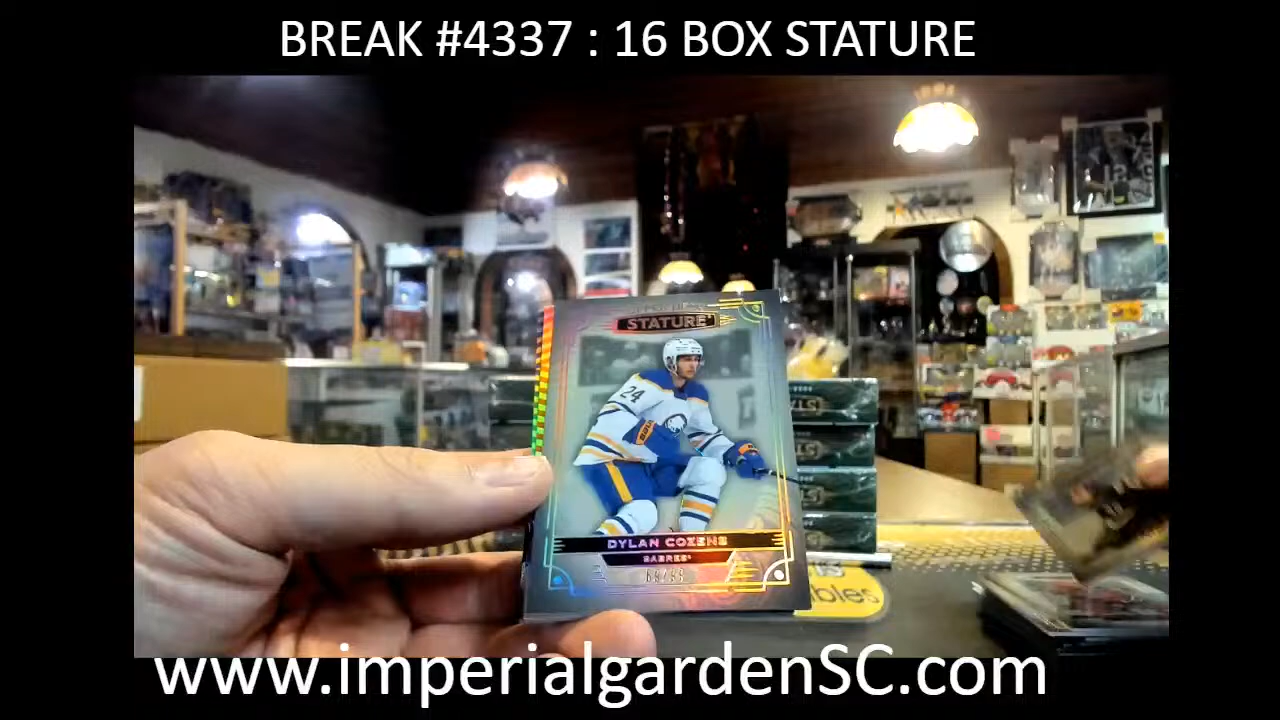 BREAK #4337 : 16 BOX STATURE
STATURE
24
DYLAN COZENS
SABRES
www.imperialgardenSC.com